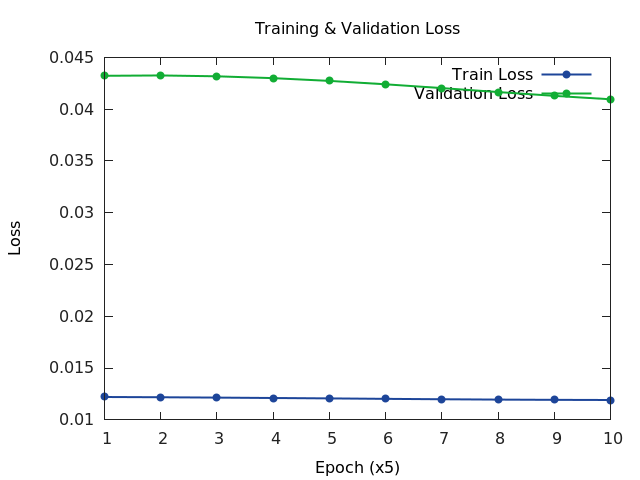 Training & Validation Loss
0.045
Train Loss
Validation Loss
0.04
0.035
0.03
0.025
0.02
0.015
0.01
Loss
1 2 3 4 5 6 7 8 9 10
Epoch (x5)